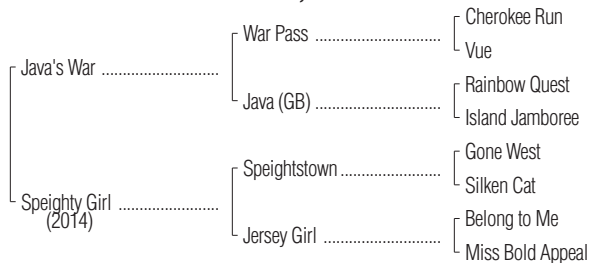 Cherokee Run
War Pass ..............................
Vue
Java's War ............................
Rainbow Quest
Java (GB) ..............................
Island Jamboree
Gone West
Speightstown ........................
Silken Cat
Speighty Girl ........................
(2014)
Belong to Me
Jersey Girl ............................
Miss Bold Appeal